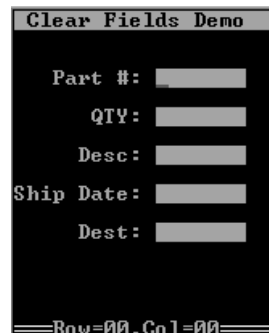 Clear Fields Demo
Part #:
QTY:
Desc:
Ship Date:
Dest:
Row=00,Col=00